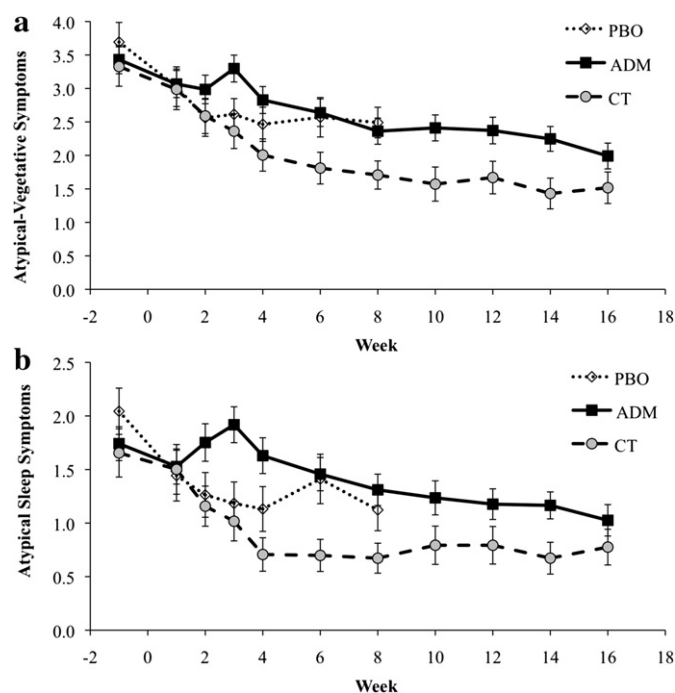 a
Atypical-Vegetative Symptoms
4.0
3.5
3.0
2.5
2.0
1.5
1.0
0.5
0.0
PBO
ADM
CT
-2 0 2 4 6 8 10 12 14 16 18
Week
b
Atypical Sleep Symptoms
2.5
2.0
1.5
1.0
0.5
0.0
PBO
ADM
CT
-2 0 2 4 6 8 10 12 14 16 18
Week